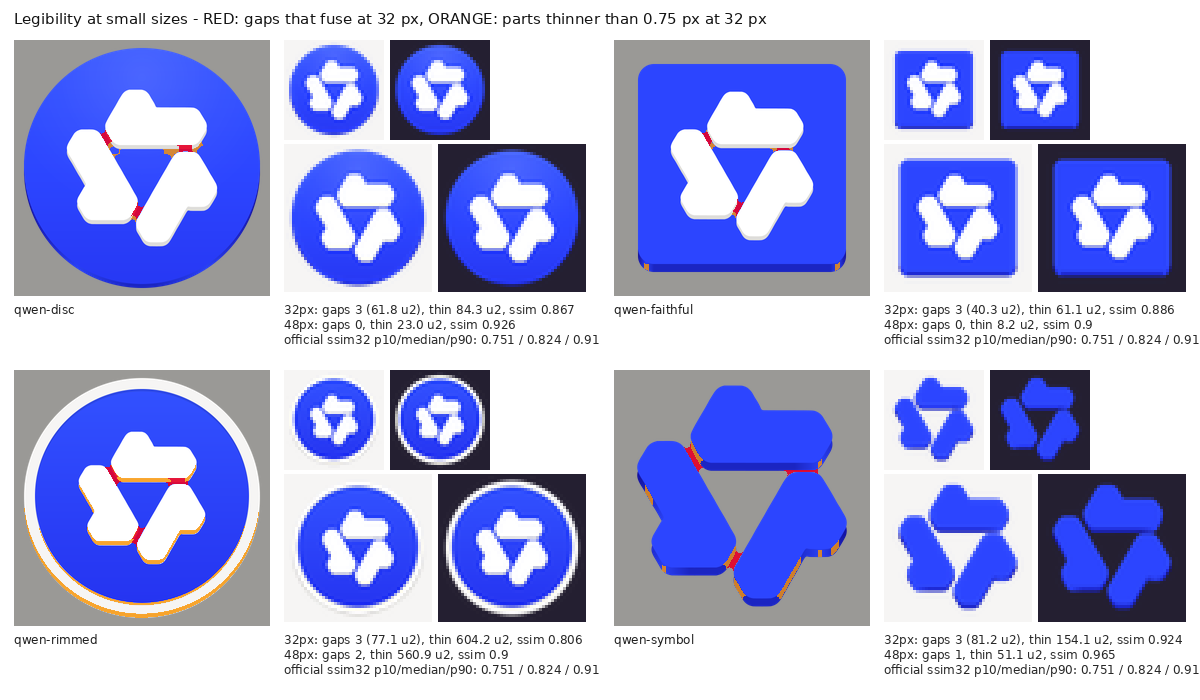 Legibility at small sizes - RED: gaps that fuse at 32 px, ORANGE: parts thinner than 0.75 px at 32 px
qwen-disc
32px: gaps 3 (61.8 u2), thin 84.3 u2, ssim 0.867
48px: gaps 0, thin 23.0 u2, ssim 0.926
official ssim32 p10/median/p90: 0.751 / 0.824 / 0.91
qwen-faithful
32px: gaps 3 (40.3 u2), thin 61.1 u2, ssim 0.886
48px: gaps 0, thin 8.2 u2, ssim 0.9
official ssim32 p10/median/p90: 0.751 / 0.824 / 0.91
qwen-rimmed
32px: gaps 3 (77.1 u2), thin 604.2 u2, ssim 0.806
48px: gaps 2, thin 560.9 u2, ssim 0.9
official ssim32 p10/median/p90: 0.751 / 0.824 / 0.91
qwen-symbol
32px: gaps 3 (81.2 u2), thin 154.1 u2, ssim 0.924
48px: gaps 1, thin 51.1 u2, ssim 0.965
official ssim32 p10/median/p90: 0.751 / 0.824 / 0.91